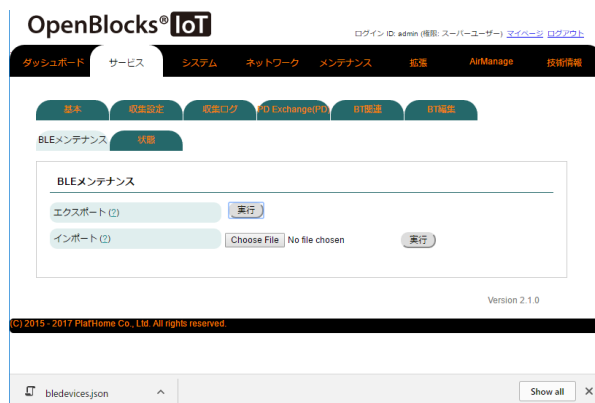 OpenBlocks® IoT
ログイン ID: admin (権限: スーパーユーザー) マイページ ログアウト
ダッシュボード サービス システム ネットワーク メンテナンス 拡張 AirManage 技術情報
基本 収集設定 収集ログ PD Exchange(PD) BT関連 BT編集
BLEメンテナンス 状態
BLEメンテナンス
エクスポート (?) 実行
インポート (?) Choose File No file chosen 実行
Version 2.1.0
(C) 2015 - 2017 Plat'Home Co., Ltd. All rights reserved.
bledevices.json Show all